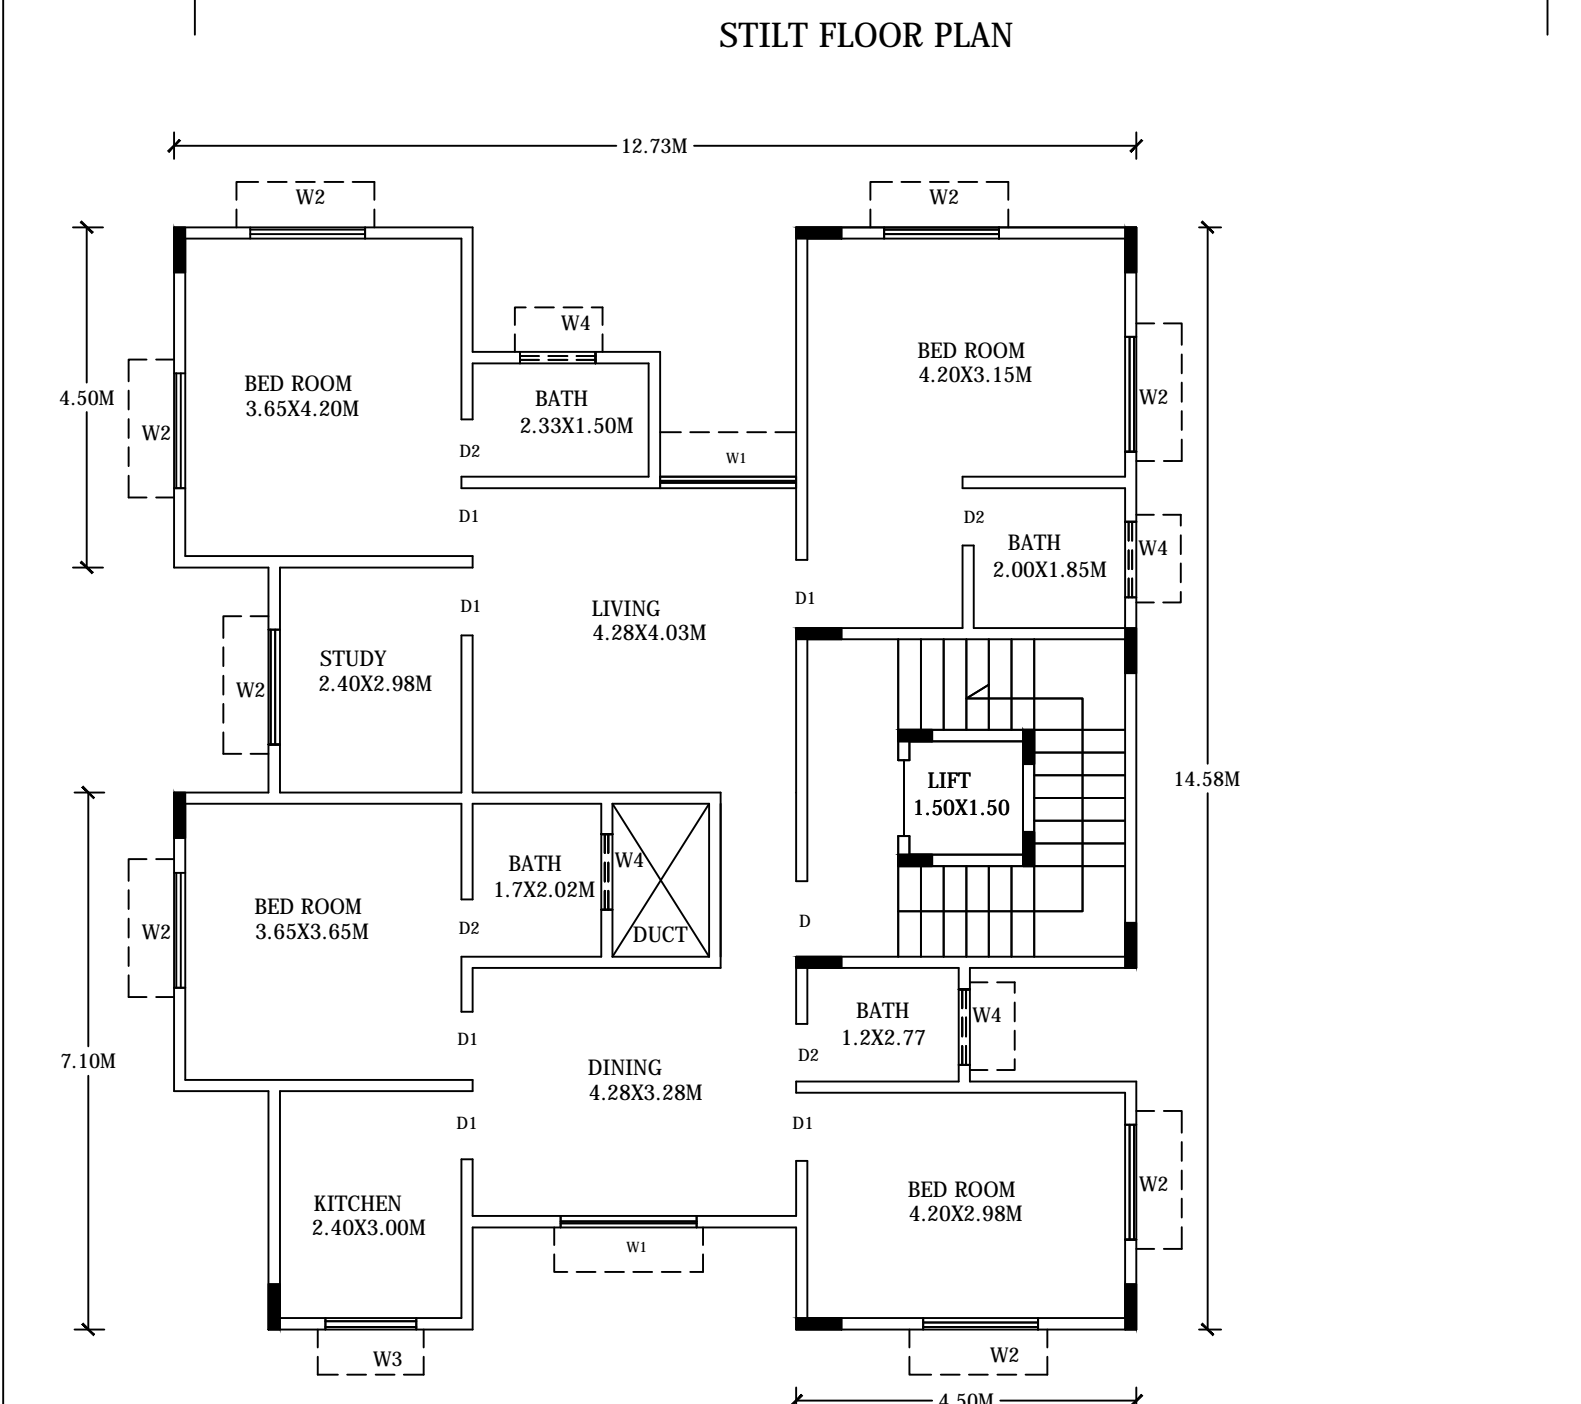 STILT FLOOR PLAN
12.73M
W2
W2
W4
BED ROOM
4.20X3.15M
BED ROOM
3.65X4.20M
4.50M
BATH
2.33X1.50M
W2
W2
D2
W1
D1
D2
BATH
2.00X1.85M
W4
D1
LIVING
4.28X4.03M
D1
STUDY
2.40X2.98M
W2
LIFT
1.50X1.50
14.58M
BATH
1.7X2.02M
W4
BED ROOM
3.65X3.65M
W2
D2
DUCT
D
BATH
1.2X2.77
W4
D1
D2
7.10M
DINING
4.28X3.28M
D1
D1
KITCHEN
2.40X3.00M
BED ROOM
4.20X2.98M
W2
W1
W3
W2
4.50M